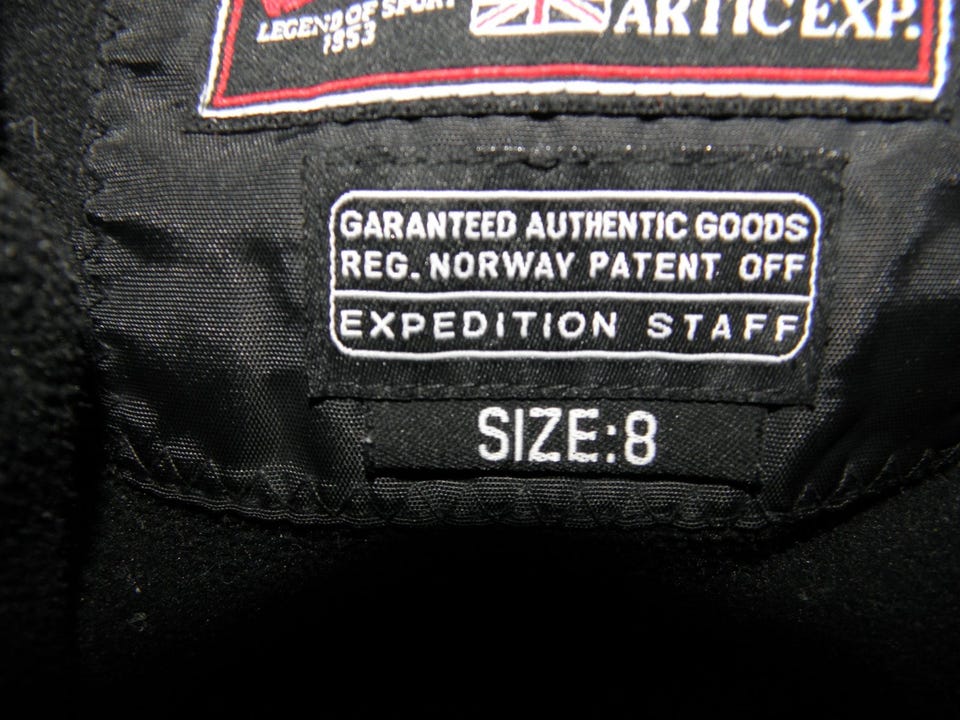 LEGEND OF SPORT
1953
ARTIC EXP.
GARANTEED AUTHENTIC GOODS
REG. NORWAY PATENT OFF
EXPEDITION STAFF
SIZE:8